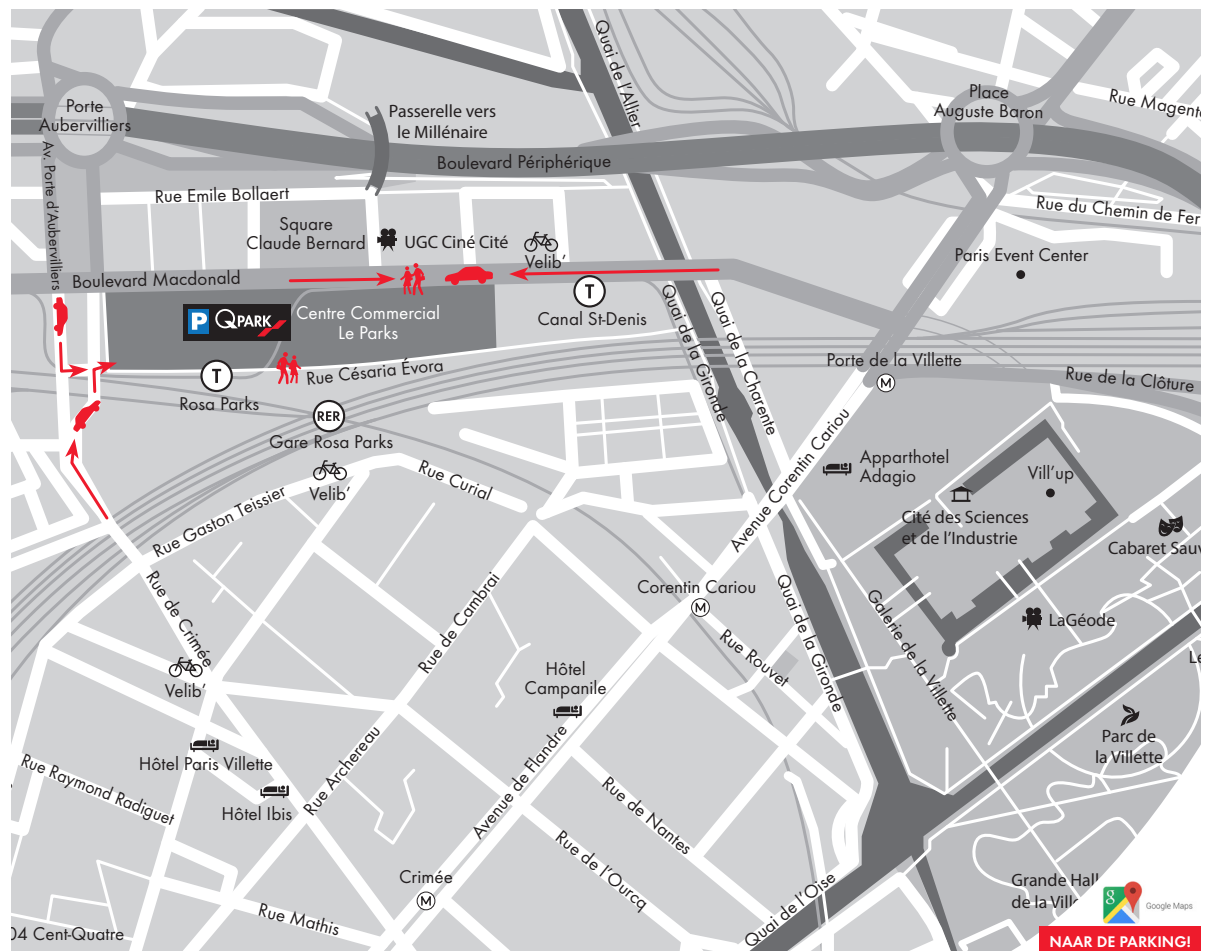 Quai de l'Allier
Place
Auguste Baron
Rue Magenta
Porte
Aubervilliers
Passerelle vers
le Millénaire
Boulevard Périphérique
Av. Porte d'Aubervilliers
Rue Emile Bollaert
Rue du Chemin de Fer
Square
Claude Bernard
UGC Ciné Cité
Velib'
Paris Event Center
Boulevard Macdonald
T
Canal St-Denis
P QPARK
Centre Commercial
Le Parks
Quai de la Gironde
Quai de la Charente
Porte de la Villette
M
Rue de la Clôture
Rue Césaria Évora
T
Rosa Parks
RER
Gare Rosa Parks
Velib'
Rue Curial
Rue Gaston Teissier
Avenue Corentin Cariou
Apparthotel
Adagio
Vill'up
Cité des Sciences
et de l'Industrie
Cabaret Sauv
Rue de Crimée
Rue de Cambrai
Corentin Cariou
M
Quai de la Gironde
Galerie de la Villette
LaGéode
Rue Rouvet
Le
Velib'
Hôtel
Campanile
Parc de
la Villette
Hôtel Paris Villette
Rue Raymond Radiguet
Hôtel Ibis
Rue Archereau
Avenue de Flandre
Rue de Nantes
Rue de l'Ourcq
Quai de l'Oise
Crimée
M
Rue Mathis
04 Cent-Quatre
Grande Hall
de la Ville
g
Google Maps
NAAR DE PARKING!